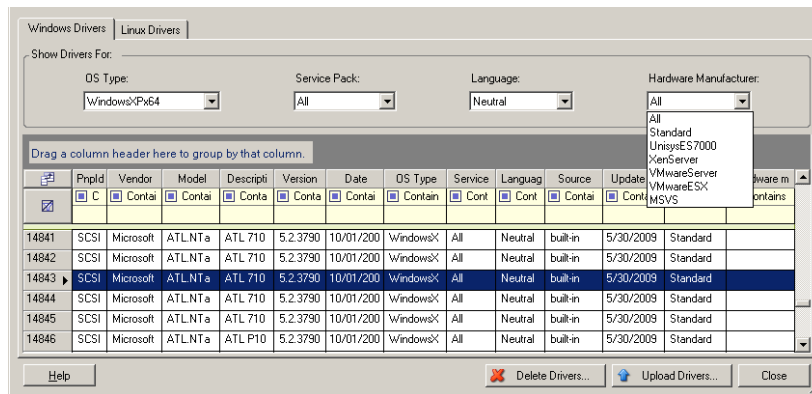 Windows Drivers Linux Drivers
Show Drivers For:
OS Type: Service Pack: Language: Hardware Manufacturer:
WindowsXPx64 All Neutral All
All
Standard
UnisysES7000
XenServer
VMwareServer
VMwareESX
MSVS
Drag a column header here to group by that column.
PnpId Vendor Model Descripti Version Date OS Type Service Languag Source Update dware m
C Contai Contai Conta Conta Contai Contain Cont Cont Contai Conta ontains
14841 SCSI Microsoft ATL.NTa ATL 710 5.2.3790 10/01/200 WindowsX All Neutral built-in 5/30/2009 Standard
14842 SCSI Microsoft ATL.NTa ATL 710 5.2.3790 10/01/200 WindowsX All Neutral built-in 5/30/2009 Standard
14843 SCSI Microsoft ATL.NTa ATL 710 5.2.3790 10/01/200 WindowsX All Neutral built-in 5/30/2009 Standard
14844 SCSI Microsoft ATL.NTa ATL 710 5.2.3790 10/01/200 WindowsX All Neutral built-in 5/30/2009 Standard
14845 SCSI Microsoft ATL.NTa ATL 710 5.2.3790 10/01/200 WindowsX All Neutral built-in 5/30/2009 Standard
14846 SCSI Microsoft ATL.NTa ATL P10 5.2.3790 10/01/200 WindowsX All Neutral built-in 5/30/2009 Standard
Help Delete Drivers... Upload Drivers... Close